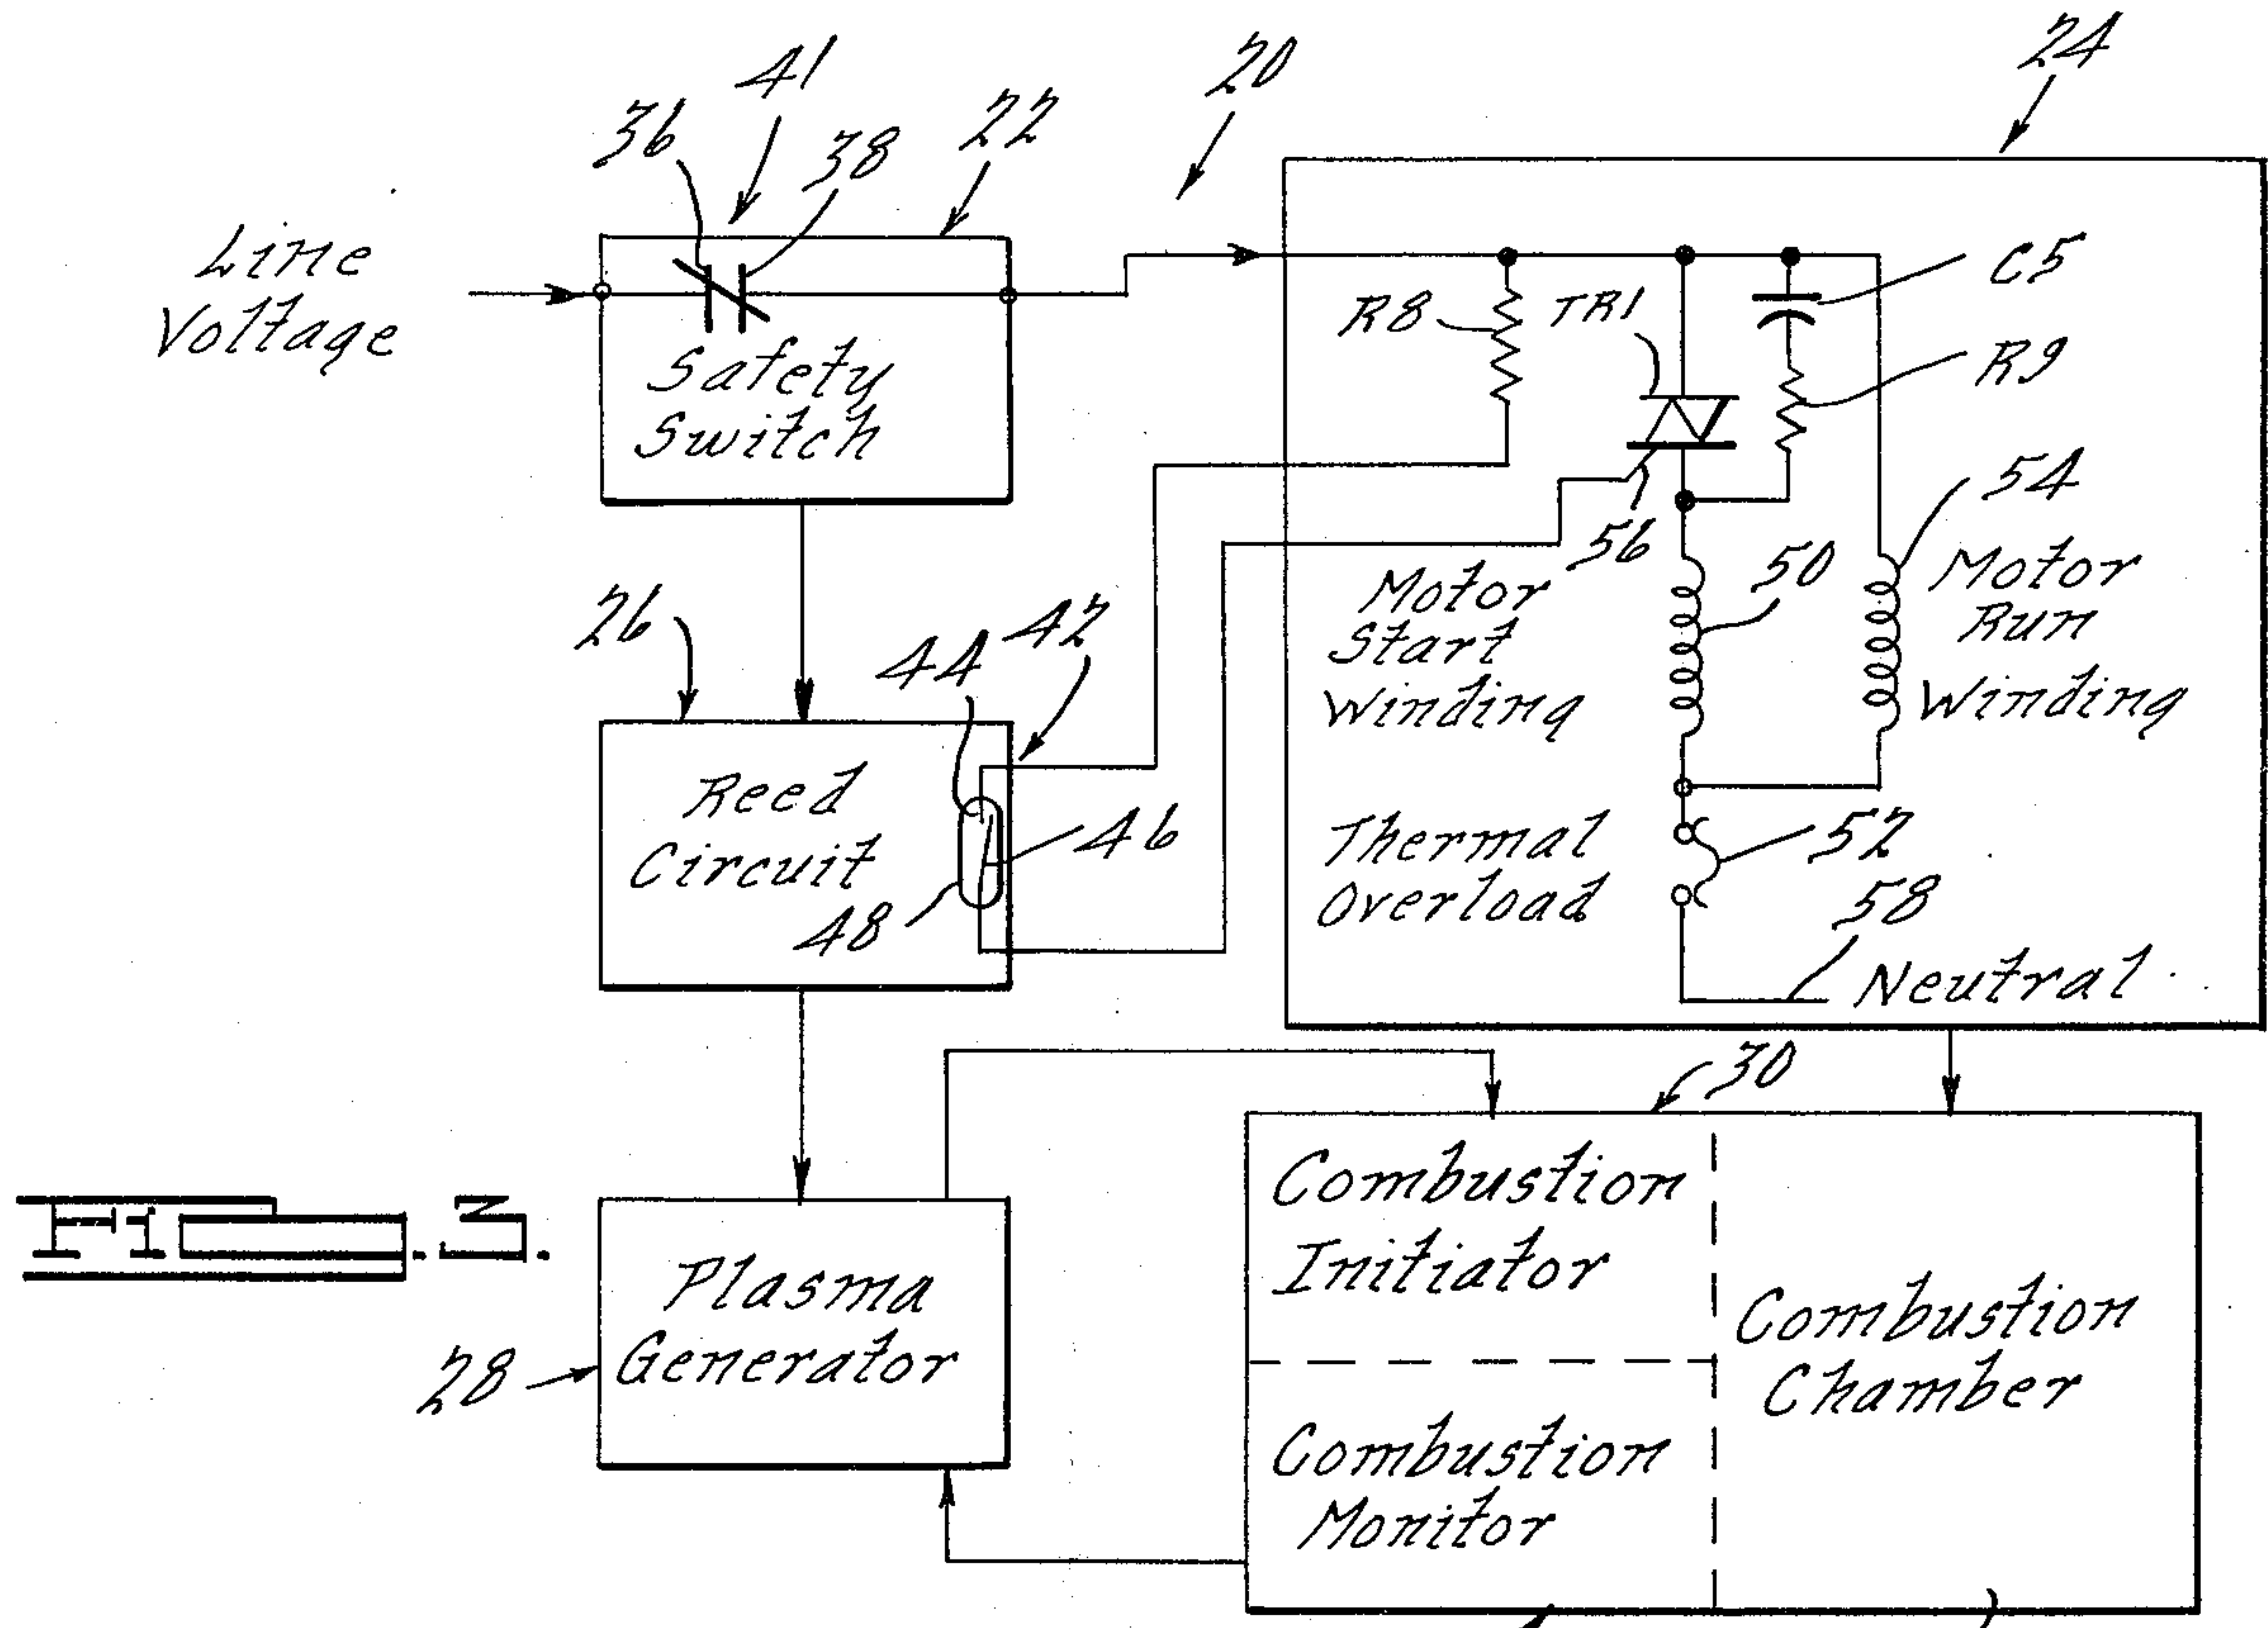 41
20
24
36
38
22
Line
Voltage
Safety
Switch
R8
TR1
C5
R9
54
56
50
Motor
Start
Winding
Motor
Run
Winding
26
44
42
Reed
Circuit
46
48
Thermal
Overload
52
58
Neutral
30
Combustion
Initiator
Combustion
Chamber
Combustion
Monitor
Plasma
Generator
28
Fig. 3.